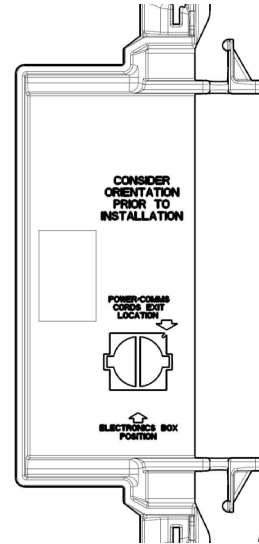 CONSIDER
ORIENTATION
PRIOR TO
INSTALLATION
POWER-COMMS
CORDS EXIT
LOCATION
ELECTRONICS BOX
POSITION